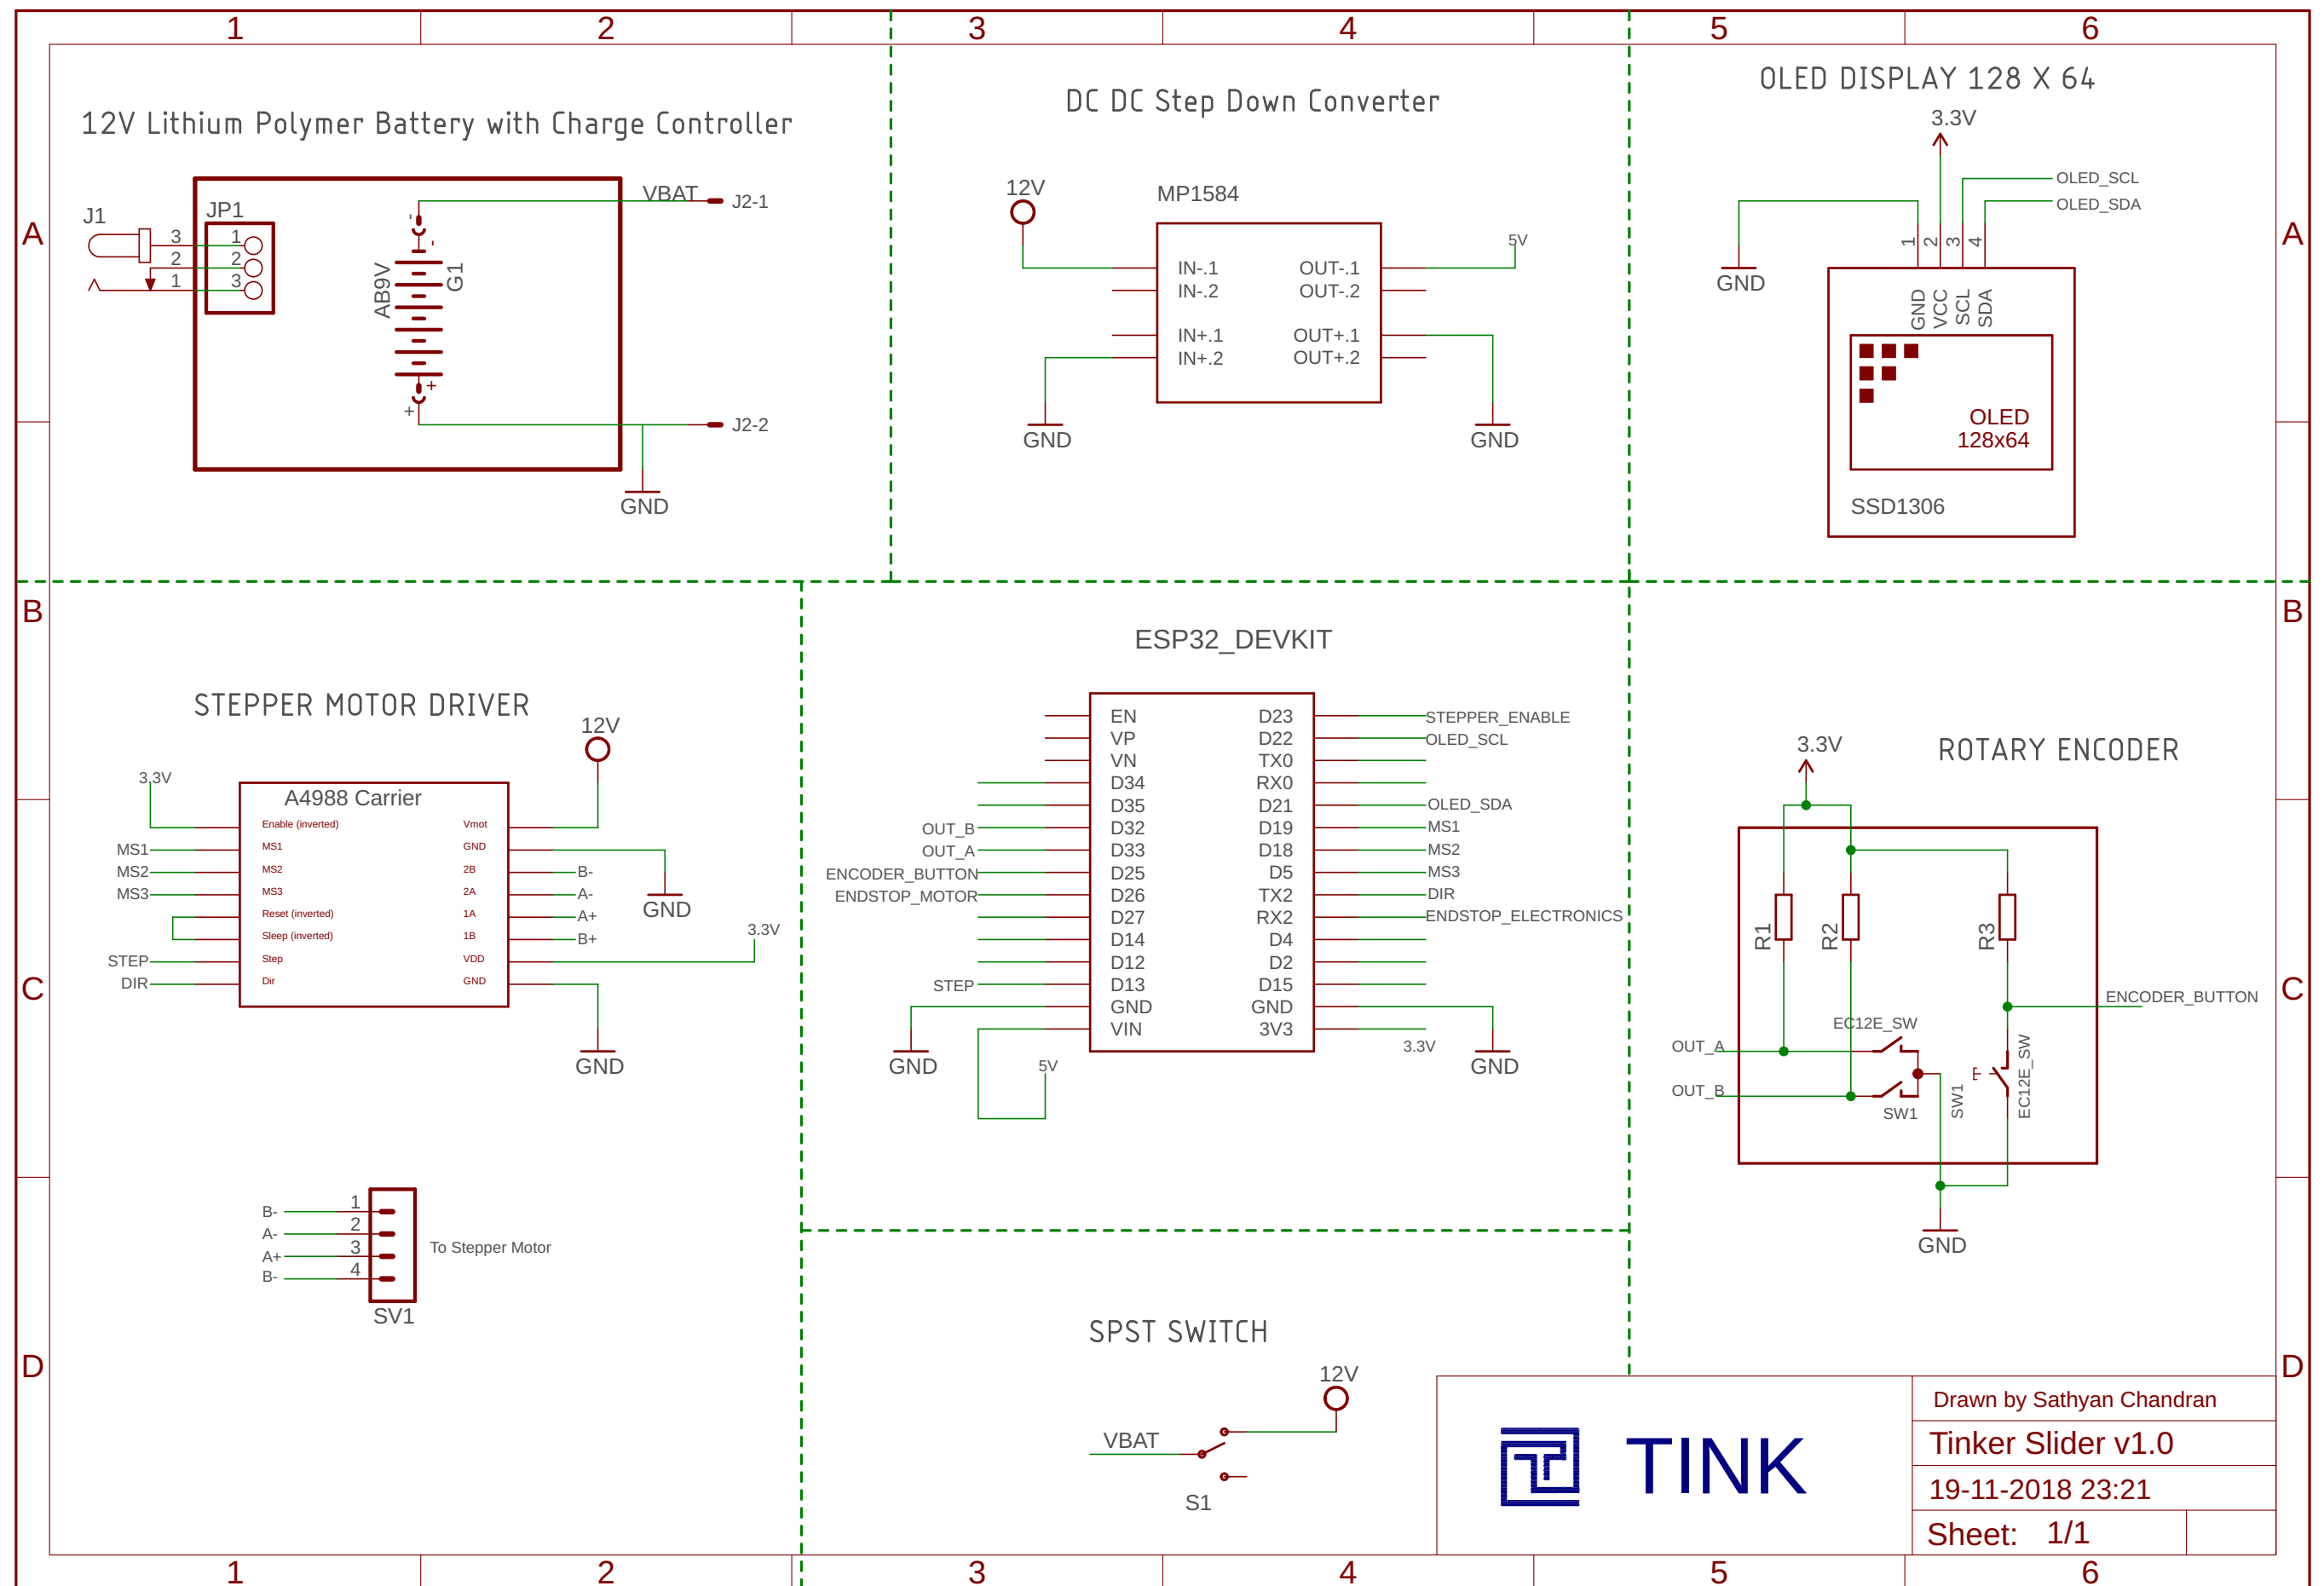 1 2 3 4 5 6
A
A
B
B
C
C
D
D
12V Lithium Polymer Battery with Charge Controller
J1
JP1
3 1
2 2
1 3
AB9V
G1
-
-
+
+
VBAT
J2-1
J2-2
GND
DC DC Step Down Converter
12V
MP1584
5V
IN-.1 OUT-.1
IN-.2 OUT-.2
IN+.1 OUT+.1
IN+.2 OUT+.2
GND
GND
OLED DISPLAY 128 X 64
3.3V
OLED_SCL
OLED_SDA
GND
1 2 3 4
GND
VCC
SCL
SDA
OLED
128x64
SSD1306
STEPPER MOTOR DRIVER
12V
3.3V
A4988 Carrier
Enable (inverted) Vmot
MS1 MS1 GND
MS2 MS2 2B B-
MS3 MS3 2A A-
Reset (inverted) 1A A+
Sleep (inverted) 1B B+
STEP Step VDD
DIR Dir GND
GND
3.3V
GND
B- 1
A- 2
A+ 3
B- 4
To Stepper Motor
SV1
ESP32_DEVKIT
EN D23 STEPPER_ENABLE
VP D22 OLED_SCL
VN TX0
D34 RX0
D35 D21 OLED_SDA
OUT_B D32 D19 MS1
OUT_A D33 D18 MS2
ENCODER_BUTTON D25 D5 MS3
ENDSTOP_MOTOR D26 TX2 DIR
D27 RX2 ENDSTOP_ELECTRONICS
D14 D4
D12 D2
STEP D13 D15
GND GND
VIN 3V3
3.3V
GND
5V
GND
ROTARY ENCODER
3.3V
R1
R2
R3
ENCODER_BUTTON
EC12E_SW
OUT_A
OUT_B
SW1
SW1
EC12E_SW
GND
SPST SWITCH
12V
VBAT
S1
TINK
Drawn by Sathyan Chandran
Tinker Slider v1.0
19-11-2018 23:21
Sheet: 1/1
1 2 3 4 5 6